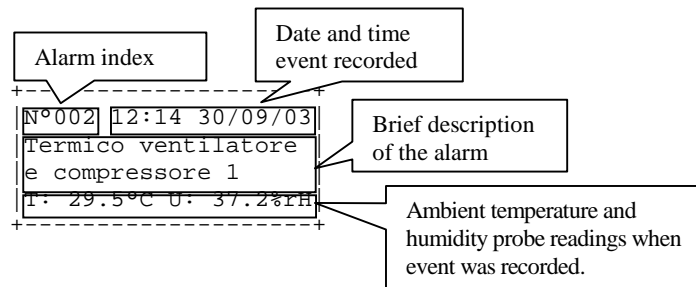 Alarm index
Date and time
event recorded
N°002 12:14 30/09/03
Termico ventilatore
e compressore 1
T: 29.5°C U: 37.2%rH
Brief description
of the alarm
Ambient temperature and
humidity probe readings when
event was recorded.